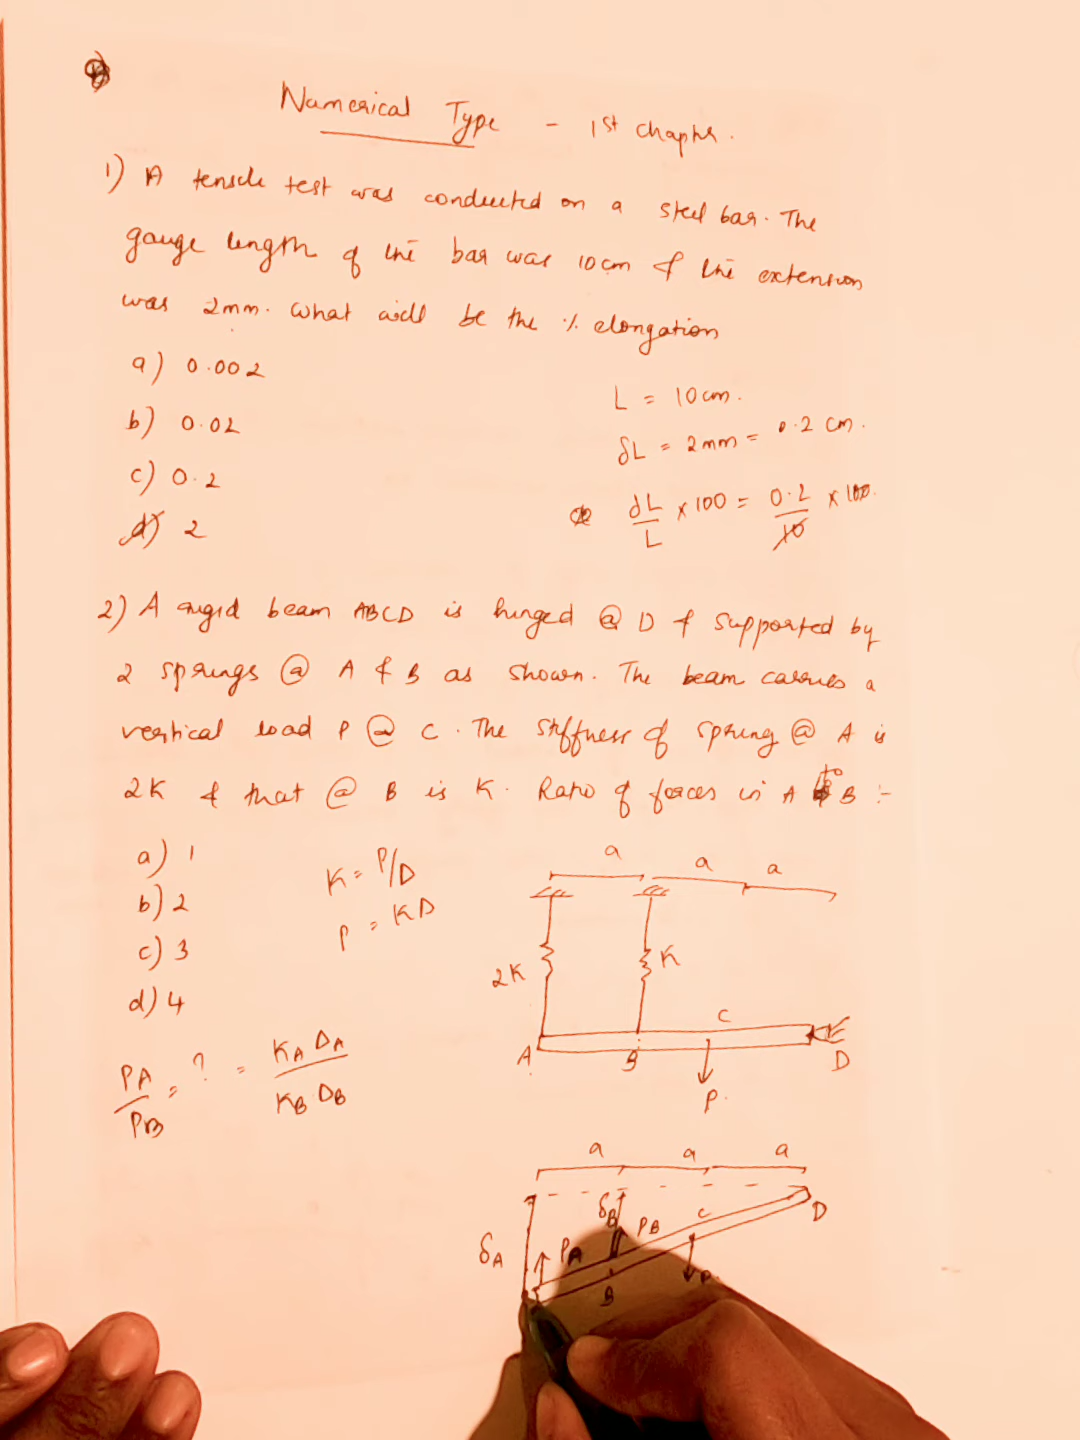 Numerical Type - 1st chapter.
1) A tensile test was conducted on a steel bar. The
gauge length of the bar was 10cm & the extension
was 2mm. What will be the % elongation
a) 0.002
b) 0.02
c) 0.2
d) 2
L = 10cm.
δL = 2mm = 0.2 cm.
δL/L × 100 = 0.2/10 × 100.
2) A rigid beam ABCD is hinged @ D & supported by
2 springs @ A & B as shown. The beam carries a
vertical load P @ C. The stiffness of spring @ A is
2K & that @ B is K. Ratio of forces in A to B :-
a) 1
b) 2
c) 3
d) 4
K = P/D
P = KD
PA/PB = ? = KA DA / KB DB
a a a
2K K
A B C D
P.
a a a
δA δB PA PB C D
B P.